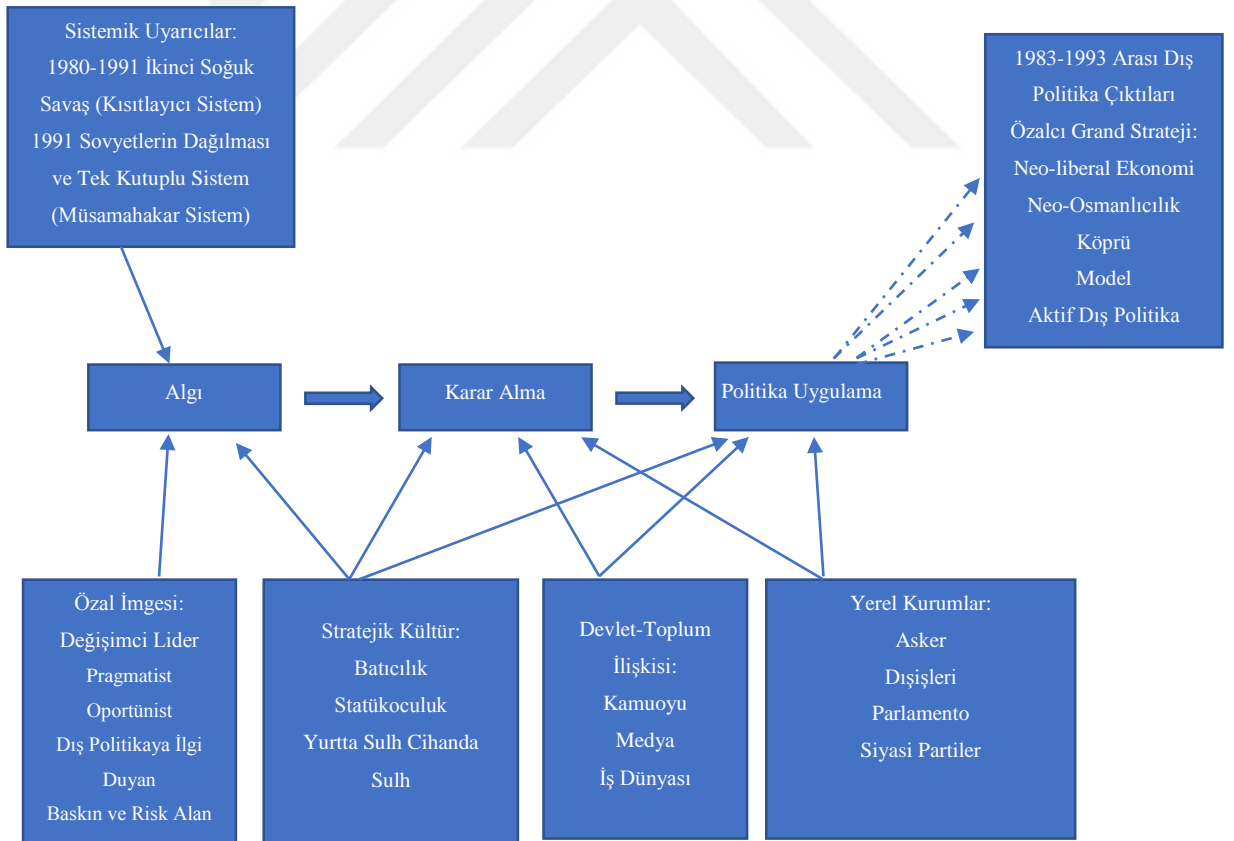 Sistemik Uyarıcılar:
1980-1991 İkinci Soğuk
Savaş (Kısıtlayıcı Sistem)
1991 Sovyetlerin Dağılması
ve Tek Kutuplu Sistem
(Müsamahakar Sistem)
1983-1993 Arası Dış
Politika Çıktıları
Özalcı Grand Strateji:
Neo-liberal Ekonomi
Neo-Osmanlıcılık
Köprü
Model
Aktif Dış Politika
Algı
Karar Alma
Politika Uygulama
Özal İmgesi:
Değişimci Lider
Pragmatist
Oportünist
Dış Politikaya İlgi
Duyan
Baskın ve Risk Alan
Stratejik Kültür:
Batıcılık
Statükoculuk
Yurtta Sulh Cihanda
Sulh
Devlet-Toplum
İlişkisi:
Kamuoyu
Medya
İş Dünyası
Yerel Kurumlar:
Asker
Dışişleri
Parlamento
Siyasi Partiler